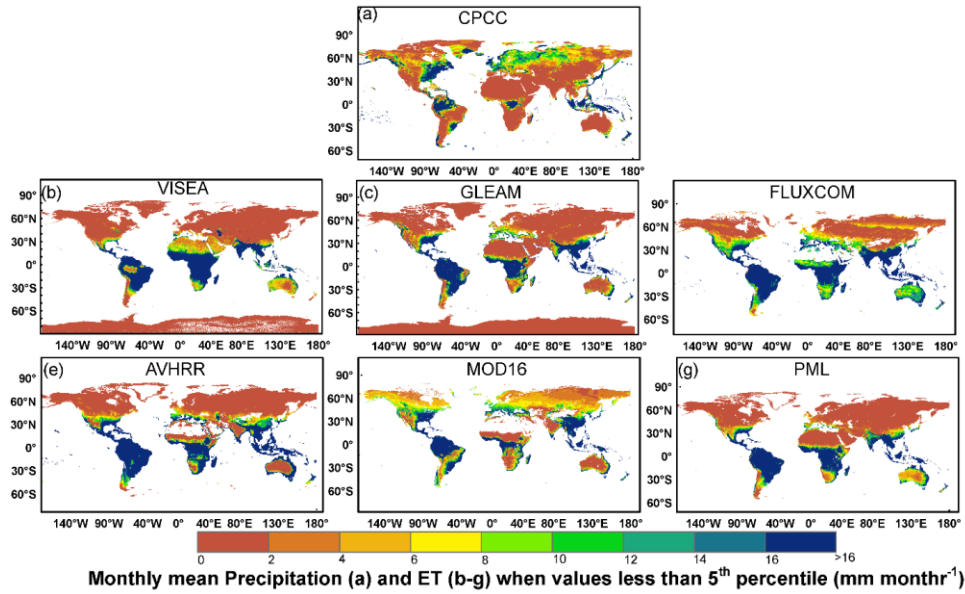 (a) CPCC
90°
60°N
30°N
0°
30°S
60°S
140°W 90°W 40°W 0° 40°E 80°E 130°E 180°
(b) VISEA
(c) GLEAM
FLUXCOM
90°
60°N
30°N
0°
30°S
60°S
90°
60°N
30°N
0°
30°S
60°S
90°
60°N
30°N
0°
30°S
60°S
140°W 90°W 40°W 0° 40°E 80°E 130°E 180°
140°W 90°W 40°W 0° 40°E 80°E 130°E 180°
140°W 90°W 40°W 0° 40°E 80°E 130°E 180°
(e) AVHRR
MOD16
(g) PML
90°
60°N
30°N
0°
30°S
60°S
90°
60°N
30°N
0°
30°S
60°S
90°
60°N
30°N
0°
30°S
60°S
140°W 90°W 40°W 0° 40°E 80°E 130°E 180°
140°W 90°W 40°W 0° 40°E 80°E 130°E 180°
140°W 90°W 40°W 0° 40°E 80°E 130°E 180°
0 2 4 6 8 10 12 14 16 >16
Monthly mean Precipitation (a) and ET (b-g) when values less than 5th percentile (mm monthr-1)